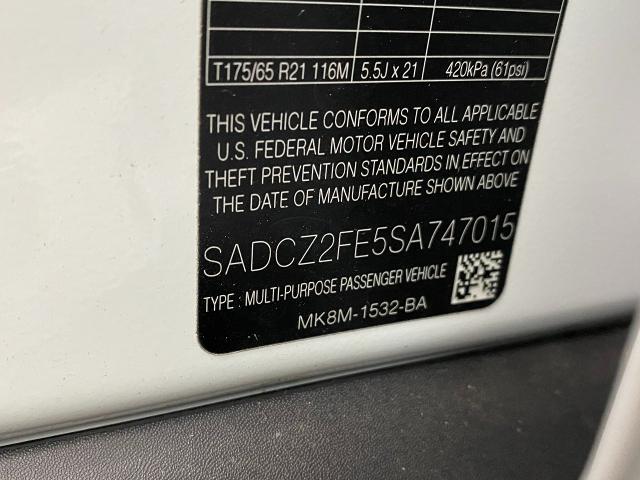 T175/65 R21 116M 5.5J x 21 420kPa (61psi)
THIS VEHICLE CONFORMS TO ALL APPLICABLE
U.S. FEDERAL MOTOR VEHICLE SAFETY AND
THEFT PREVENTION STANDARDS IN EFFECT ON
THE DATE OF MANUFACTURE SHOWN ABOVE
SADCZ2FE5SA747015
TYPE : MULTI-PURPOSE PASSENGER VEHICLE
MK8M-1532-BA